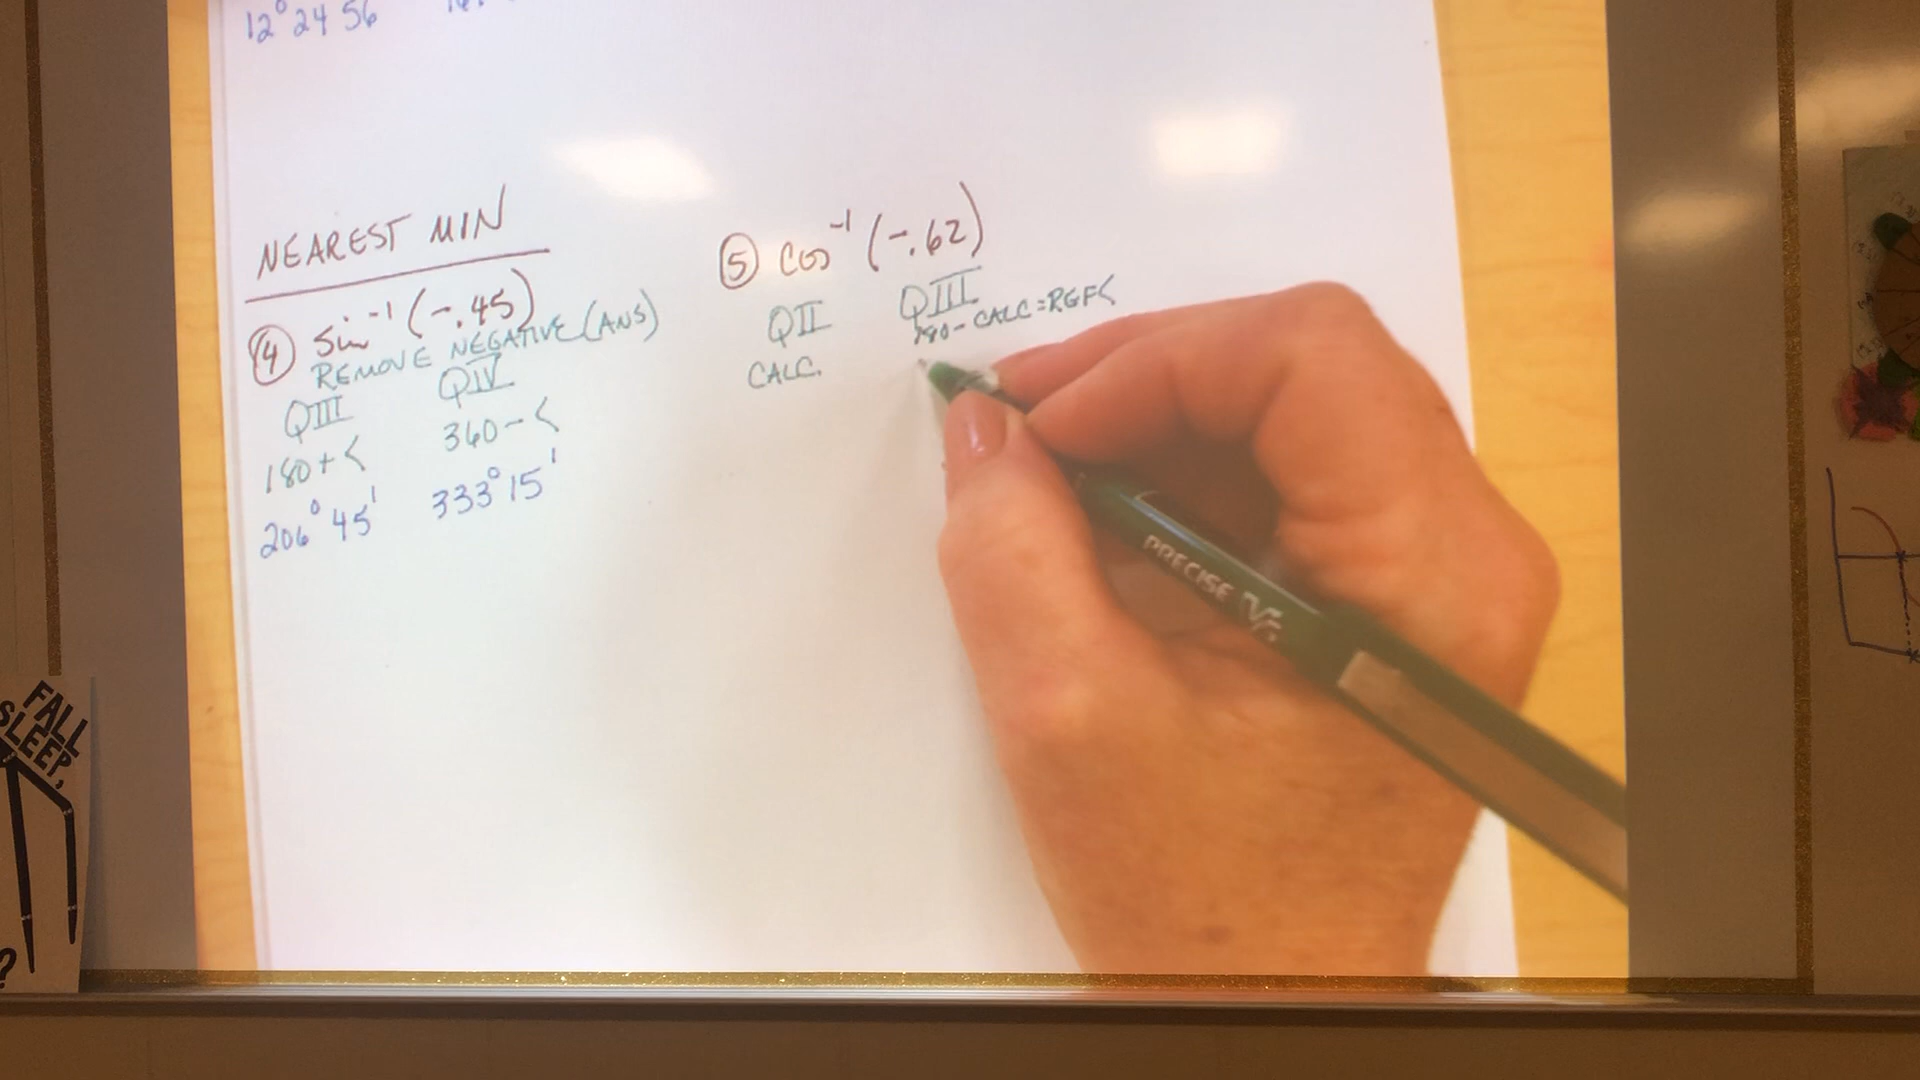 12°24 56
NEAREST MIN
④ sin⁻¹ (-.45)
REMOVE NEGATIVE (ANS)
QIII QIV
180+< 360-<
206°45' 333°15'
⑤ cos⁻¹ (-.62)
QII QIII
180-CALC=REF<
CALC.
PRECISE V5
FALL
SLEEP,
?